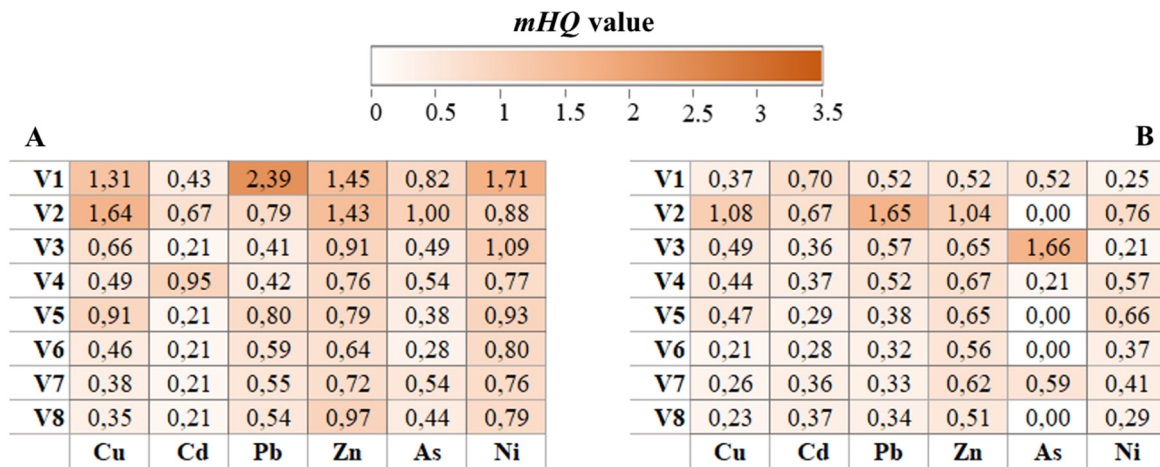 mHQ value
0 0.5 1 1.5 2 2.5 3 3.5
A
V1 1,31 0,43 2,39 1,45 0,82 1,71
V2 1,64 0,67 0,79 1,43 1,00 0,88
V3 0,66 0,21 0,41 0,91 0,49 1,09
V4 0,49 0,95 0,42 0,76 0,54 0,77
V5 0,91 0,21 0,80 0,79 0,38 0,93
V6 0,46 0,21 0,59 0,64 0,28 0,80
V7 0,38 0,21 0,55 0,72 0,54 0,76
V8 0,35 0,21 0,54 0,97 0,44 0,79
Cu Cd Pb Zn As Ni
B
V1 0,37 0,70 0,52 0,52 0,52 0,25
V2 1,08 0,67 1,65 1,04 0,00 0,76
V3 0,49 0,36 0,57 0,65 1,66 0,21
V4 0,44 0,37 0,52 0,67 0,21 0,57
V5 0,47 0,29 0,38 0,65 0,00 0,66
V6 0,21 0,28 0,32 0,56 0,00 0,37
V7 0,26 0,36 0,33 0,62 0,59 0,41
V8 0,23 0,37 0,34 0,51 0,00 0,29
Cu Cd Pb Zn As Ni